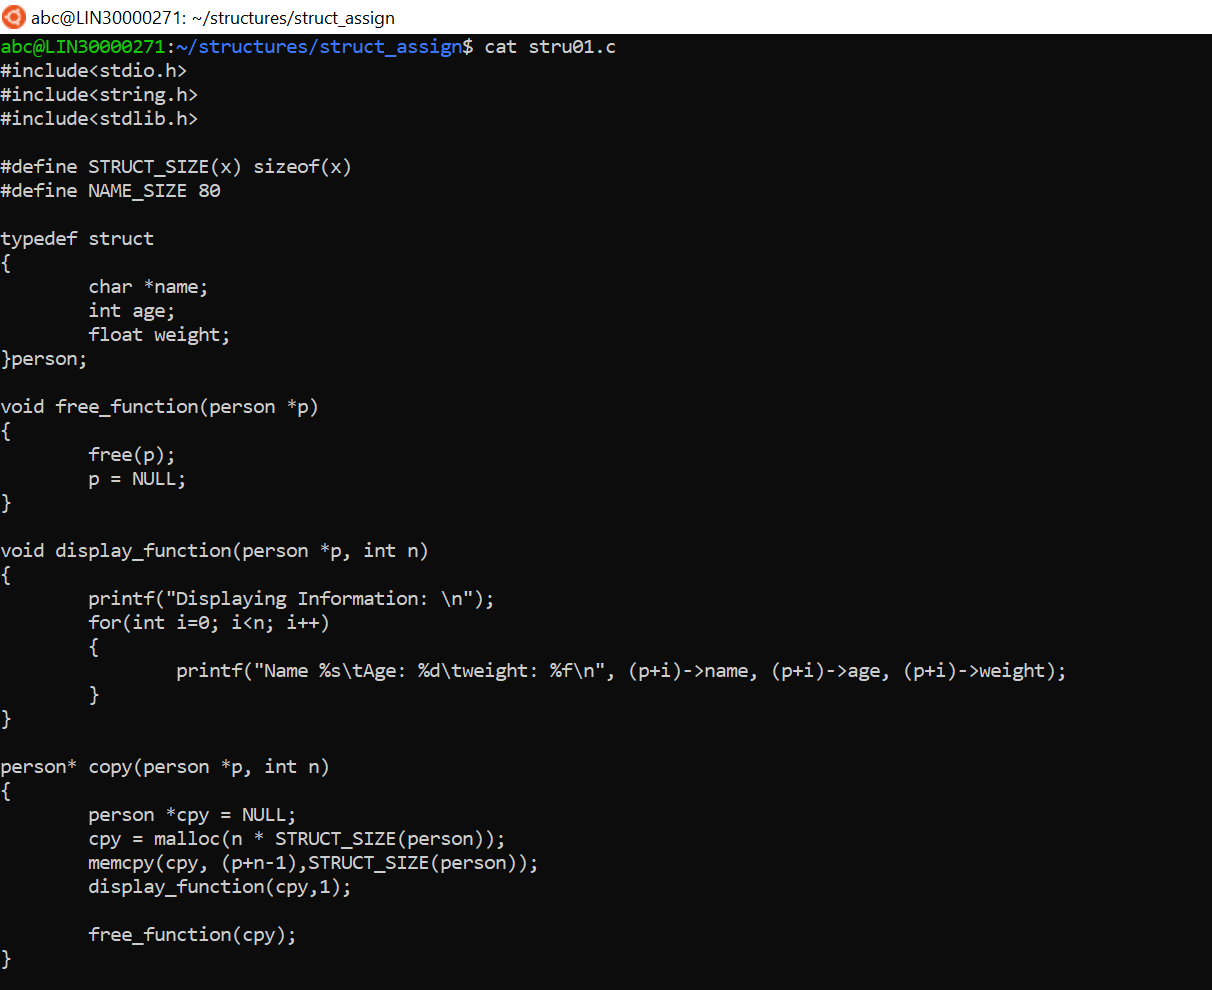 abc@LIN30000271: ~/structures/struct_assign
abc@LIN30000271:~/structures/struct_assign$ cat stru01.c
#include<stdio.h>
#include<string.h>
#include<stdlib.h>

#define STRUCT_SIZE(x) sizeof(x)
#define NAME_SIZE 80

typedef struct
{
        char *name;
        int age;
        float weight;
}person;

void free_function(person *p)
{
        free(p);
        p = NULL;
}

void display_function(person *p, int n)
{
        printf("Displaying Information: \n");
        for(int i=0; i<n; i++)
        {
                printf("Name %s\tAge: %d\tweight: %f\n", (p+i)->name, (p+i)->age, (p+i)->weight);
        }
}

person* copy(person *p, int n)
{
        person *cpy = NULL;
        cpy = malloc(n * STRUCT_SIZE(person));
        memcpy(cpy, (p+n-1),STRUCT_SIZE(person));
        display_function(cpy,1);

        free_function(cpy);
}